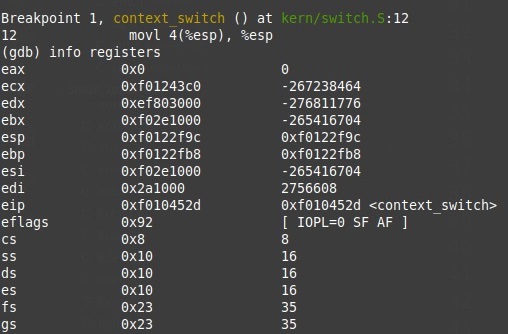 Breakpoint 1, context_switch () at kern/switch.S:12
12 movl 4(%esp), %esp
(gdb) info registers
eax 0x0 0
ecx 0xf01243c0 -267238464
edx 0xef803000 -276811776
ebx 0xf02e1000 -265416704
esp 0xf0122f9c 0xf0122f9c
ebp 0xf0122fb8 0xf0122fb8
esi 0xf02e1000 -265416704
edi 0x2a1000 2756608
eip 0xf010452d 0xf010452d <context_switch>
eflags 0x92 [ IOPL=0 SF AF ]
cs 0x8 8
ss 0x10 16
ds 0x10 16
es 0x10 16
fs 0x23 35
gs 0x23 35